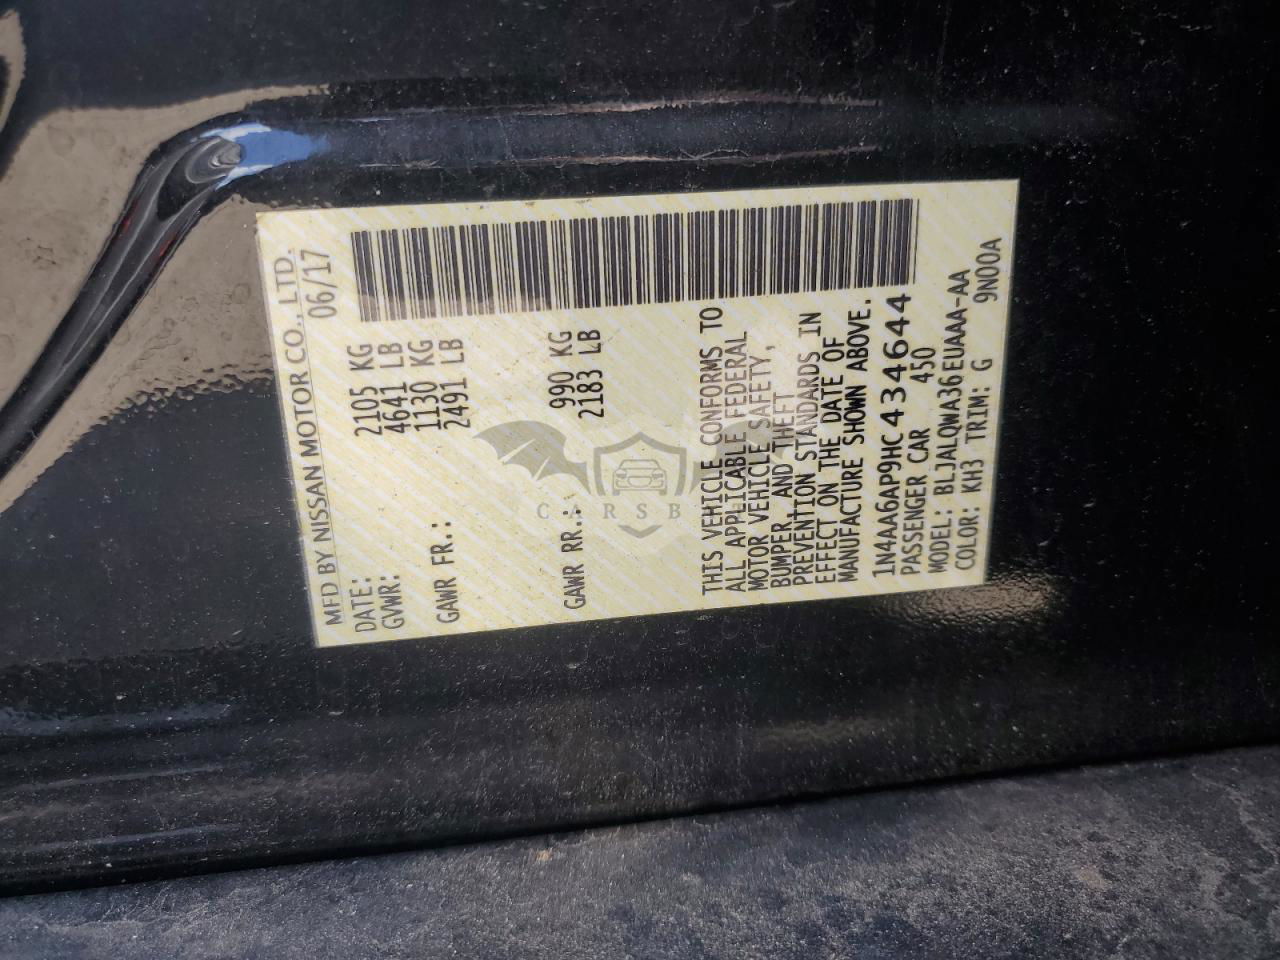 MFD BY NISSAN MOTOR CO., LTD.
DATE: 06/17
GVWR: 2105 KG
4641 LB
GAWR FR.: 1130 KG
2491 LB
GAWR RR.: 990 KG
2183 LB
THIS VEHICLE CONFORMS TO
ALL APPLICABLE FEDERAL
MOTOR VEHICLE SAFETY,
BUMPER, AND THEFT
PREVENTION STANDARDS IN
EFFECT ON THE DATE OF
MANUFACTURE SHOWN ABOVE.
1N4AA6AP9HC434644
PASSENGER CAR 450
MODEL: BLJALQWA36EUAAA-AA
COLOR: KH3 TRIM: G 9N00A